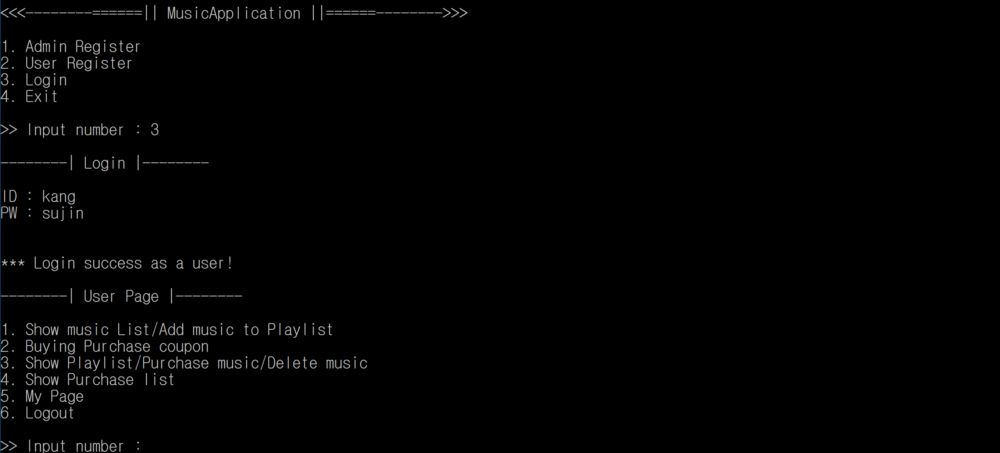 <<<--------======|| MusicApplication ||======-------->>>
1. Admin Register
2. User Register
3. Login
4. Exit
>> Input number : 3
--------| Login |--------
ID : kang
PW : sujin
*** Login success as a user!
--------| User Page |--------
1. Show music List/Add music to Playlist
2. Buying Purchase coupon
3. Show Playlist/Purchase music/Delete music
4. Show Purchase list
5. My Page
6. Logout
>> Input number :